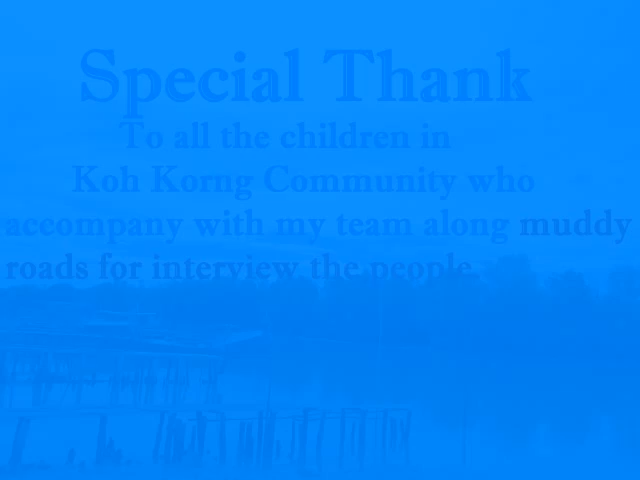 Special Thank
To all the children in
Koh Korng Community who
accompany with my team along muddy
roads for interview the people